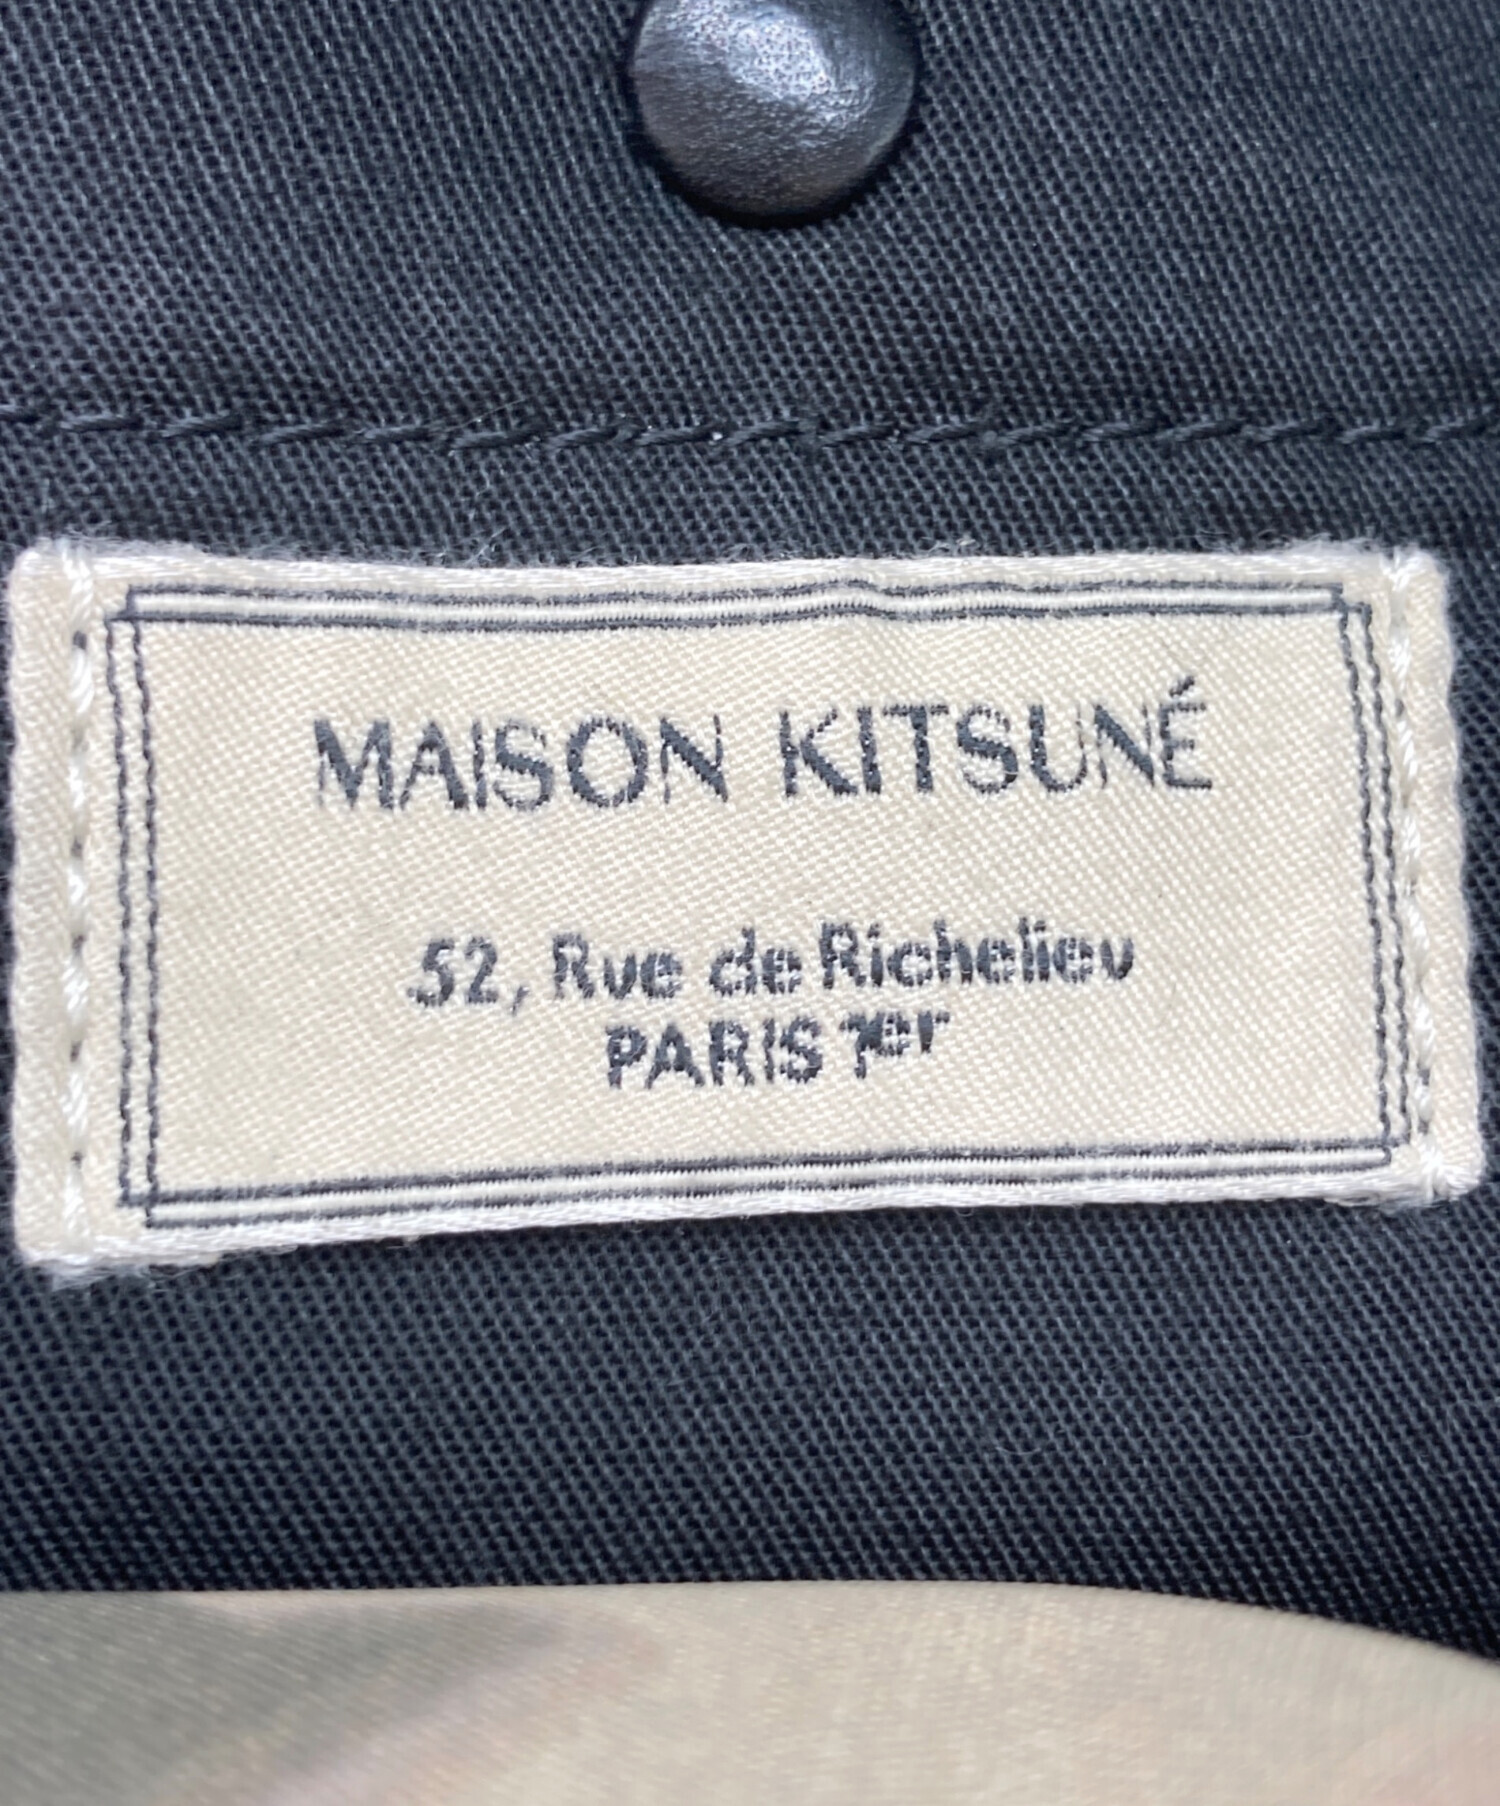 MAISON KITSUNÉ
52, Rue de Richelieu
PARIS 1er